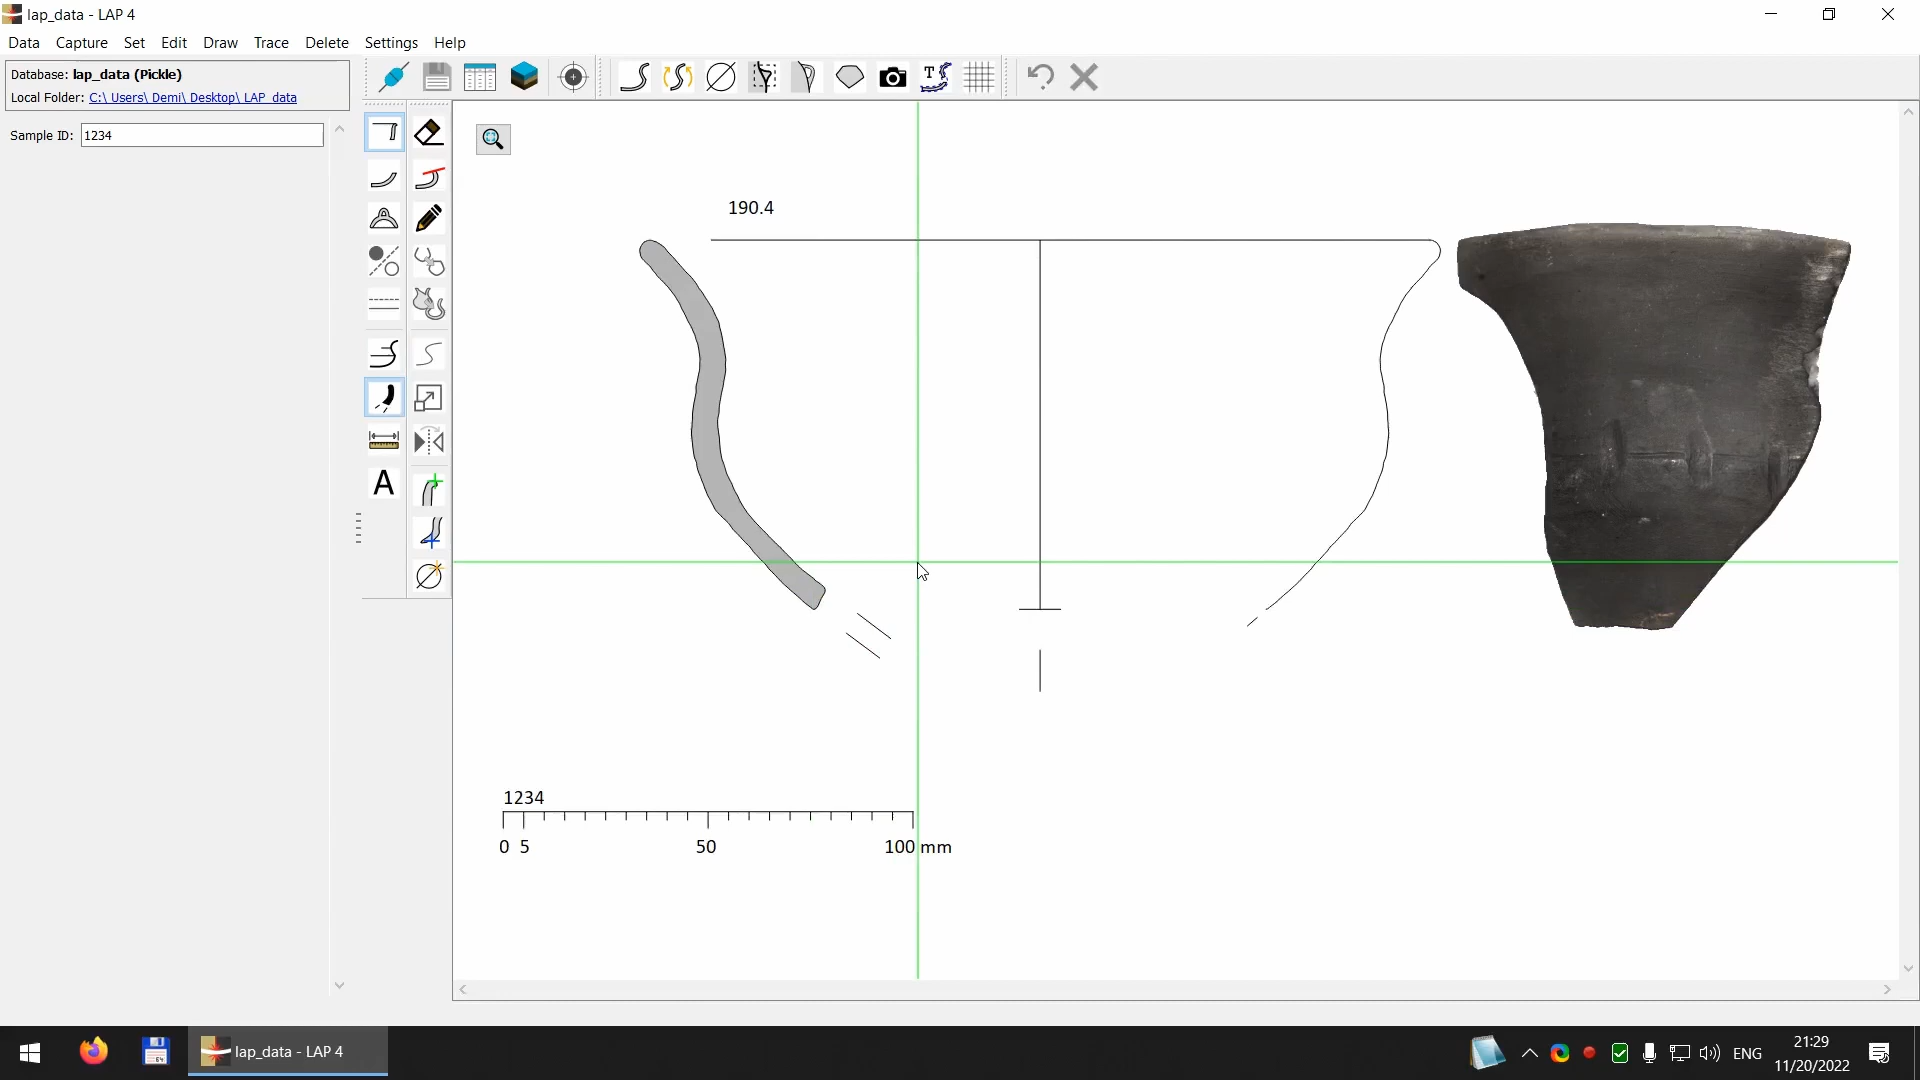 lap_data - LAP 4
Data Capture Set Edit Draw Trace Delete Settings Help
Database: lap_data (Pickle)
Local Folder: C:\ Users\ Demi\ Desktop\ LAP_data
Sample ID: 1234
T
A
190.4
1234
0 5 50 100 mm
lap_data - LAP 4
ENG
21:29
11/20/2022